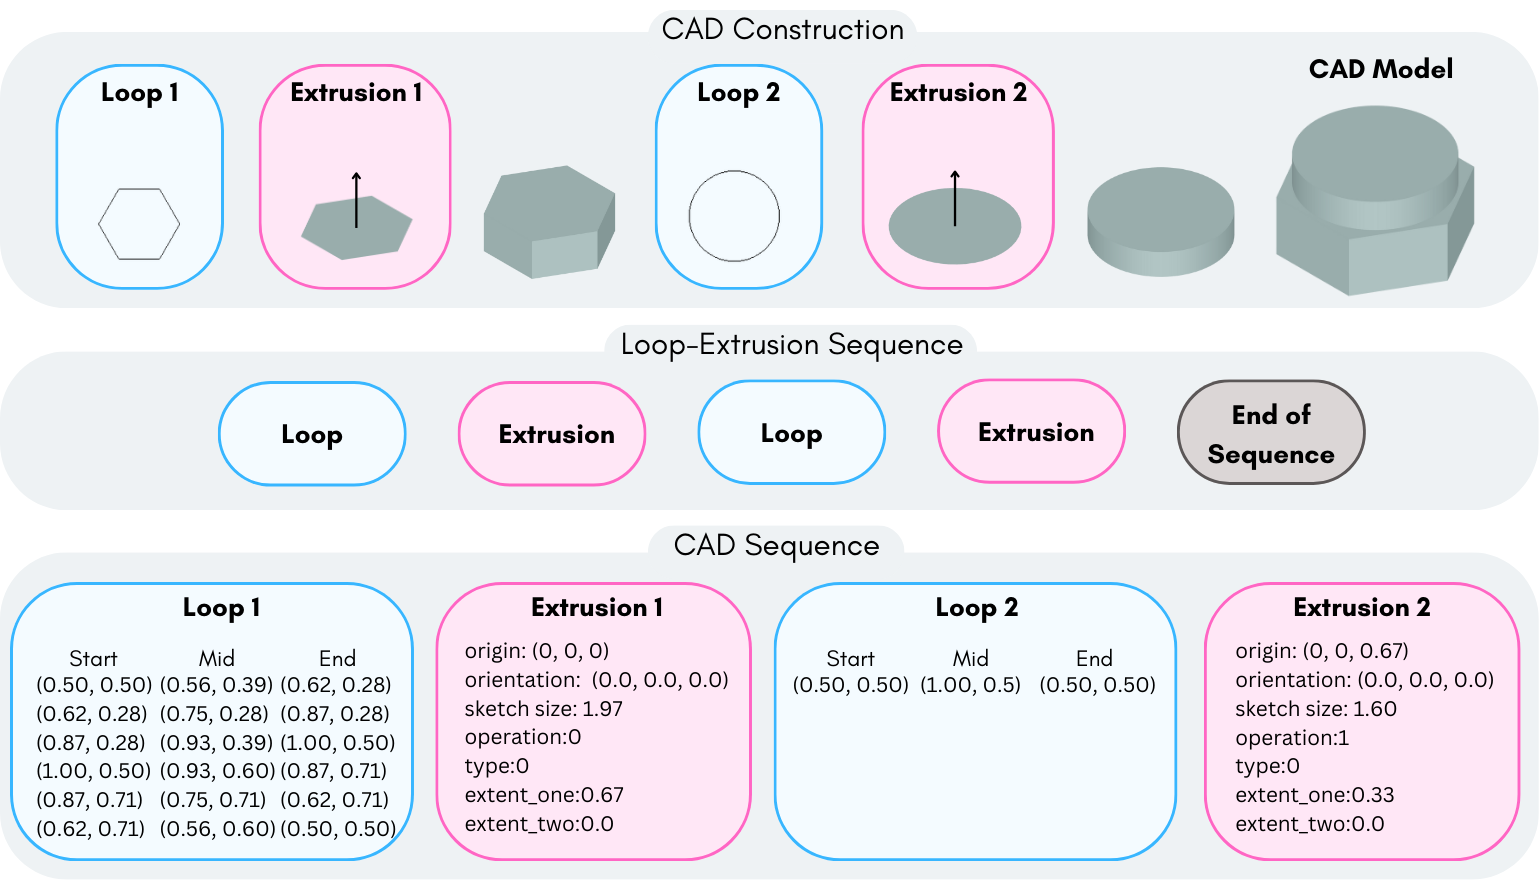 CAD Construction
Loop 1
Extrusion 1
Loop 2
Extrusion 2
CAD Model
Loop-Extrusion Sequence
Loop
Extrusion
Loop
Extrusion
End of
Sequence
CAD Sequence
Loop 1
Start Mid End
(0.50, 0.50) (0.56, 0.39) (0.62, 0.28)
(0.62, 0.28) (0.75, 0.28) (0.87, 0.28)
(0.87, 0.28) (0.93, 0.39) (1.00, 0.50)
(1.00, 0.50) (0.93, 0.60) (0.87, 0.71)
(0.87, 0.71) (0.75, 0.71) (0.62, 0.71)
(0.62, 0.71) (0.56, 0.60) (0.50, 0.50)
Extrusion 1
origin: (0, 0, 0)
orientation: (0.0, 0.0, 0.0)
sketch size: 1.97
operation:0
type:0
extent_one:0.67
extent_two:0.0
Loop 2
Start Mid End
(0.50, 0.50) (1.00, 0.5) (0.50, 0.50)
Extrusion 2
origin: (0, 0, 0.67)
orientation: (0.0, 0.0, 0.0)
sketch size: 1.60
operation:1
type:0
extent_one:0.33
extent_two:0.0